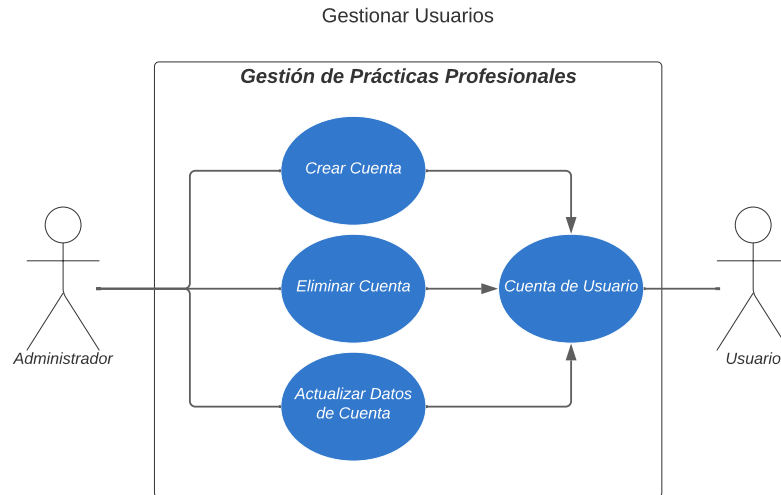 Gestionar Usuarios
Gestión de Prácticas Profesionales
Crear Cuenta
Eliminar Cuenta
Cuenta de Usuario
Administrador
Usuario
Actualizar Datos
de Cuenta